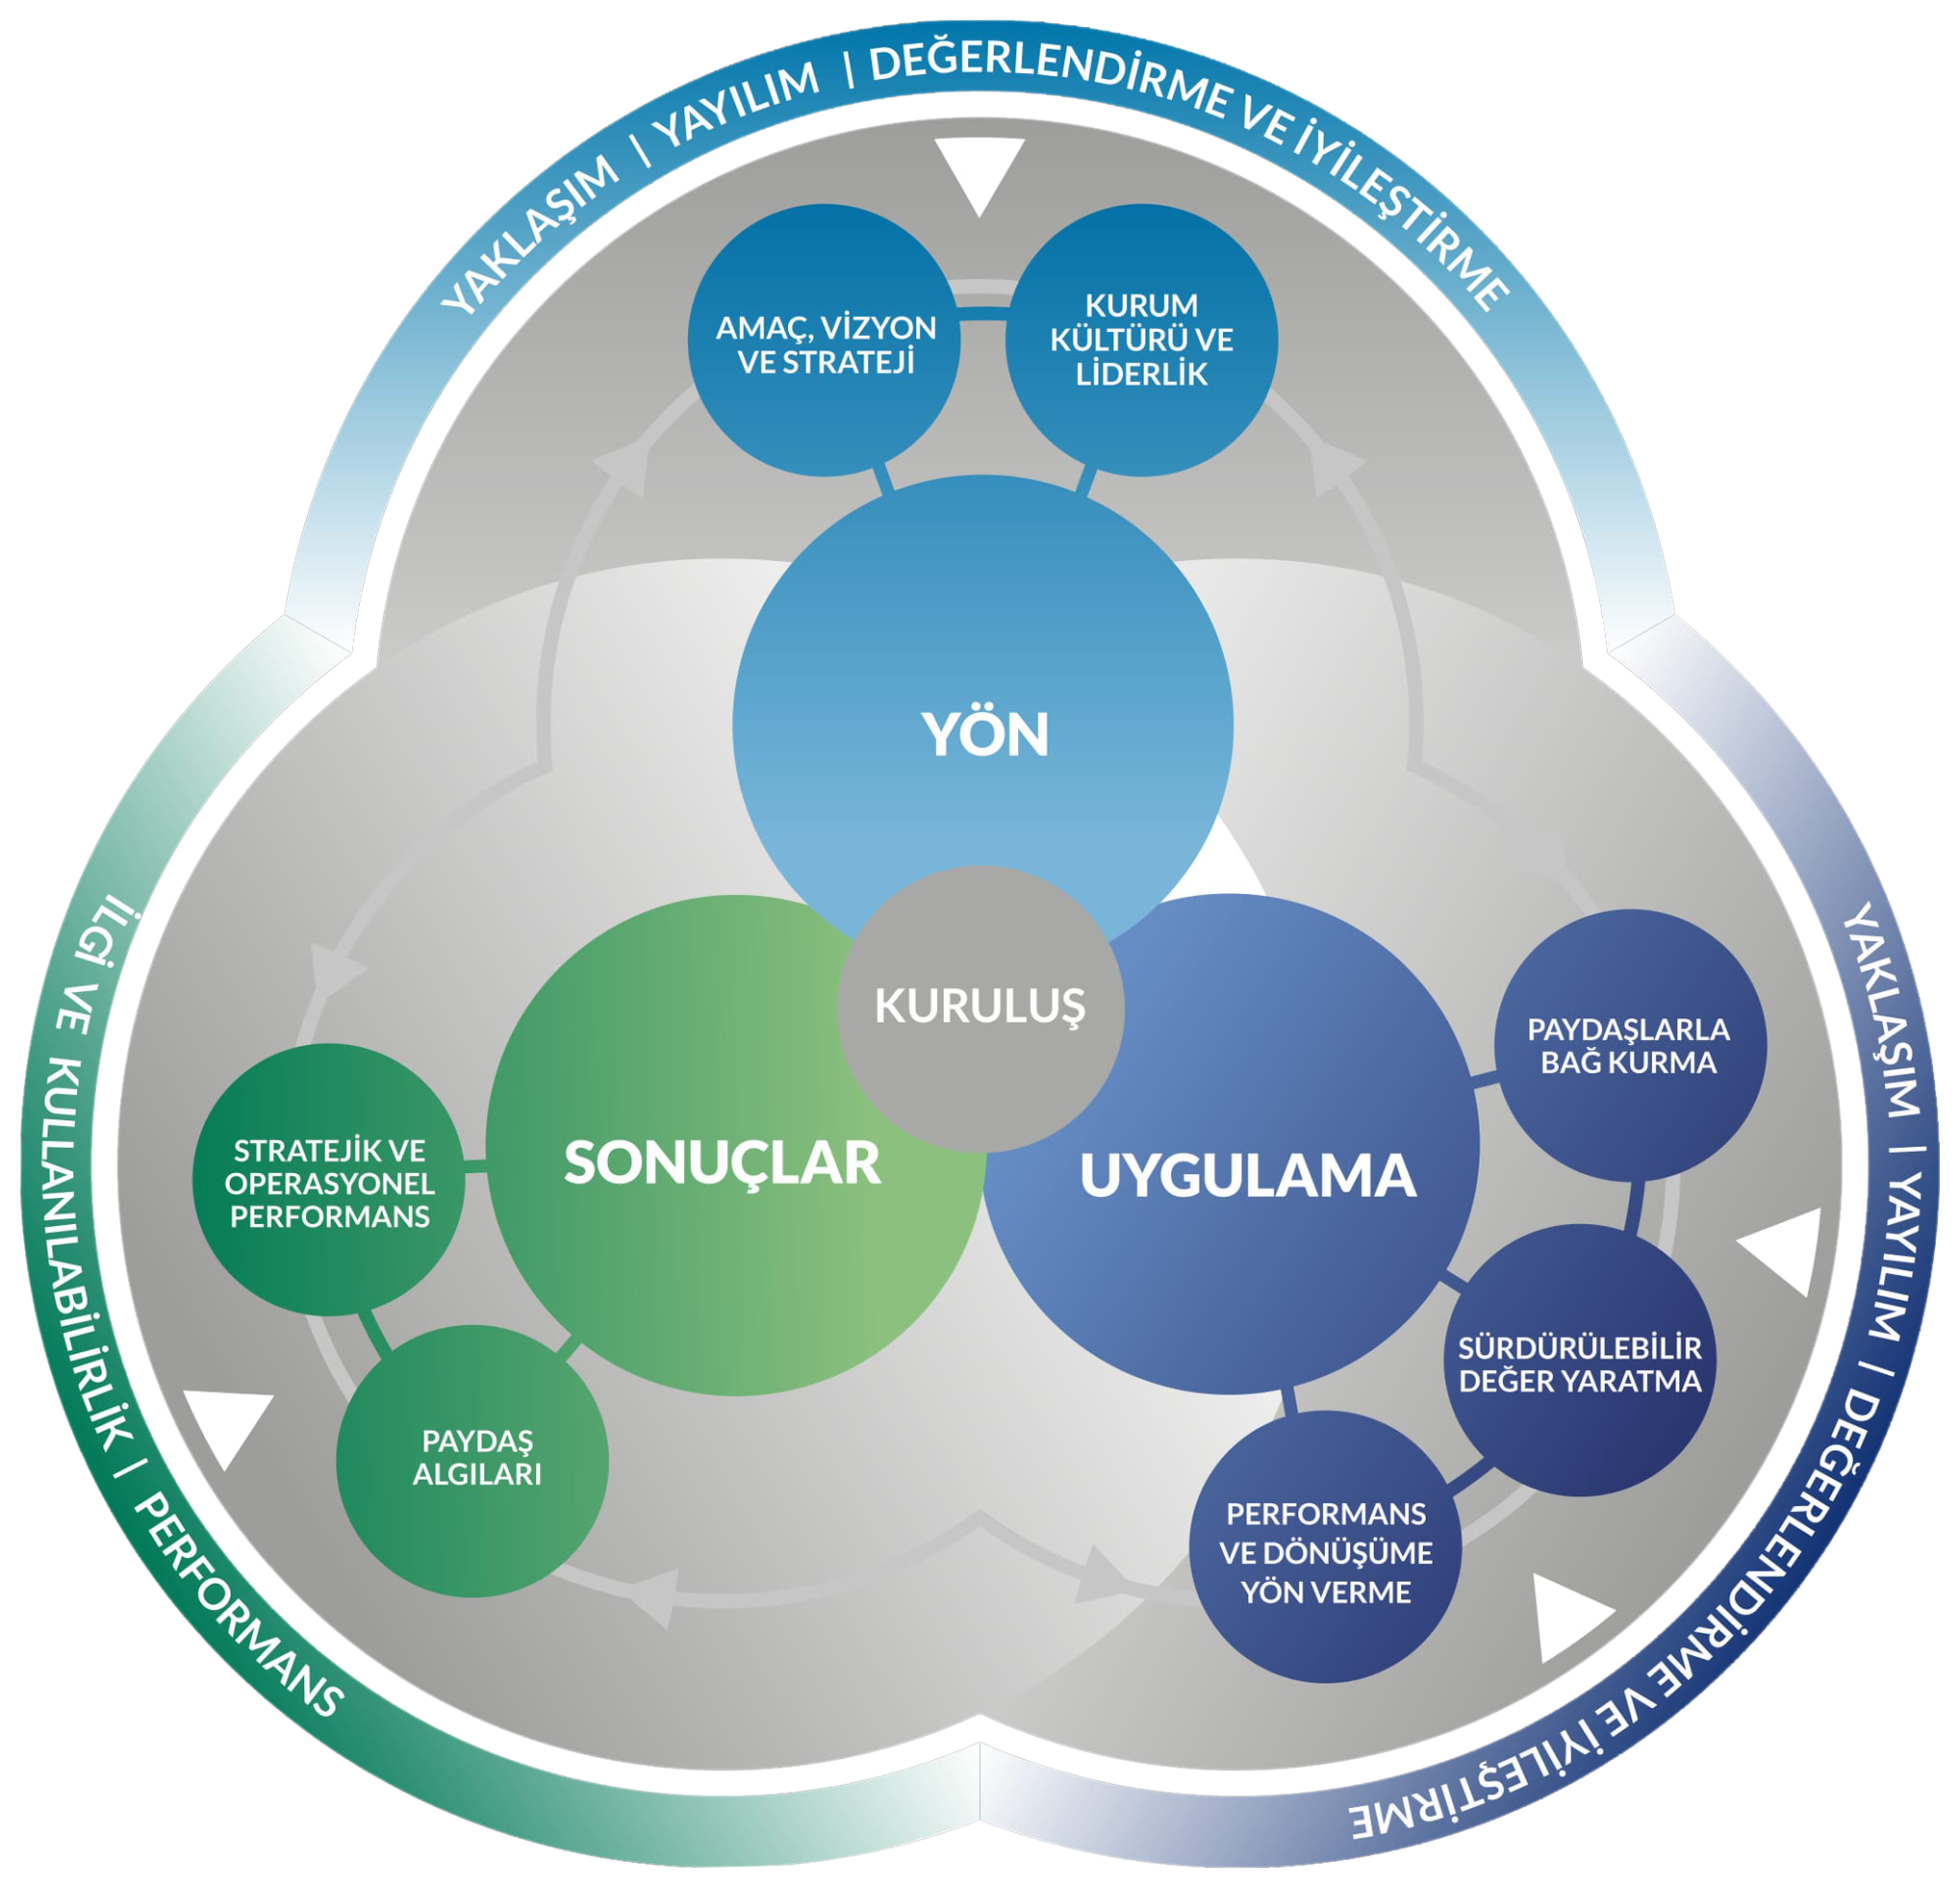 YAKLAŞIM | YAYILIM | DEĞERLENDİRME VE İYİLEŞTİRME
AMAÇ, VİZYON
VE STRATEJİ
KURUM
KÜLTÜRÜ VE
LİDERLİK
YÖN
KURULUŞ
SONUÇLAR
UYGULAMA
STRATEJİK VE
OPERASYONEL
PERFORMANS
PAYDAŞ
ALGILARI
PAYDAŞLARLA
BAĞ KURMA
SÜRDÜRÜLEBİLİR
DEĞER YARATMA
PERFORMANS
VE DÖNÜŞÜME
YÖN VERME
İLGİ VE KULLANILABİLİRLİK | PERFORMANS
YAKLAŞIM | YAYILIM | DEĞERLENDİRME VE İYİLEŞTİRME